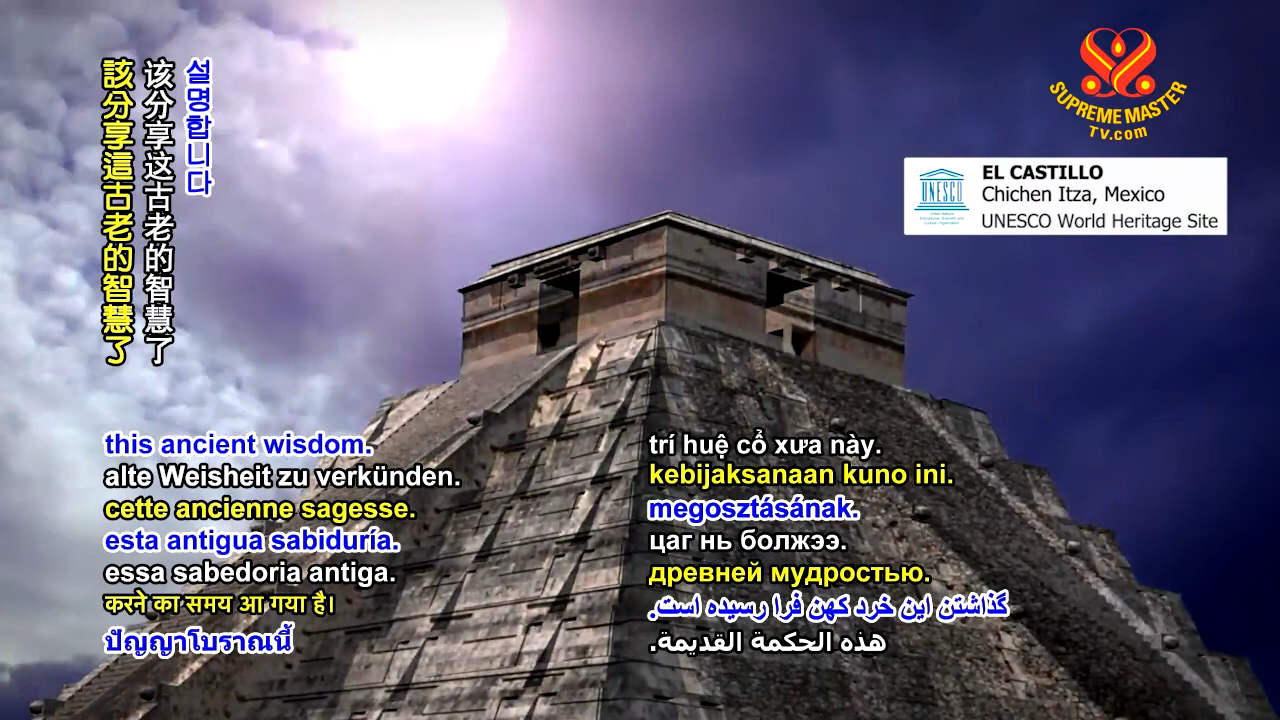 설명합니다
该分享这古老的智慧了
該分享這古老的智慧了
SUPREME MASTER
TV.com
UNESCO
EL CASTILLO
Chichen Itza, Mexico
UNESCO World Heritage Site
this ancient wisdom.
alte Weisheit zu verkünden.
cette ancienne sagesse.
esta antigua sabiduría.
essa sabedoria antiga.
करने का समय आ गया है।
ปัญญาโบราณนี้
trí huệ cổ xưa này.
kebijaksanaan kuno ini.
megosztásának.
цаг нь болжээ.
древней мудростью.
گذاشتن این خرد کهن فرا رسیده است.
هذه الحكمة القديمة.